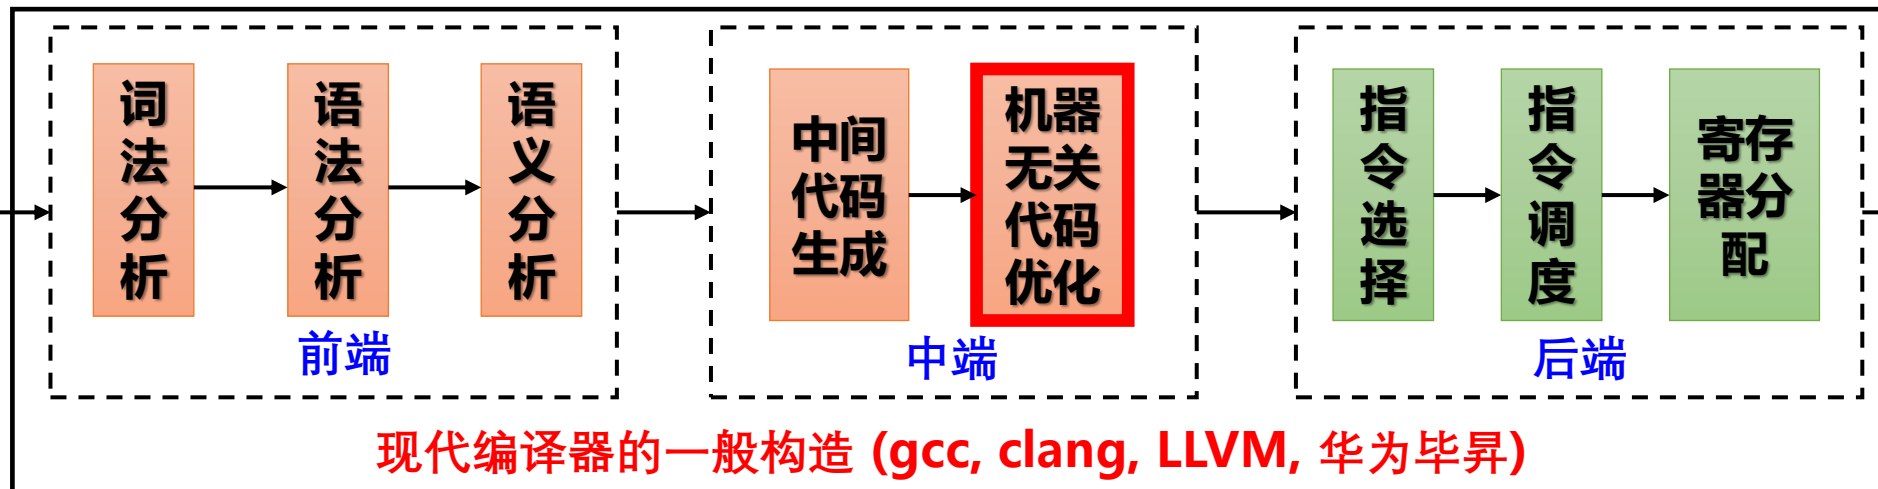 词
法
分
析
语
法
分
析
语
义
分
析
前端
中间
代码
生成
机器
无关
代码
优化
中端
指
令
选
择
指
令
调
度
寄存
器分
配
后端
现代编译器的一般构造 (gcc, clang, LLVM, 华为毕昇)